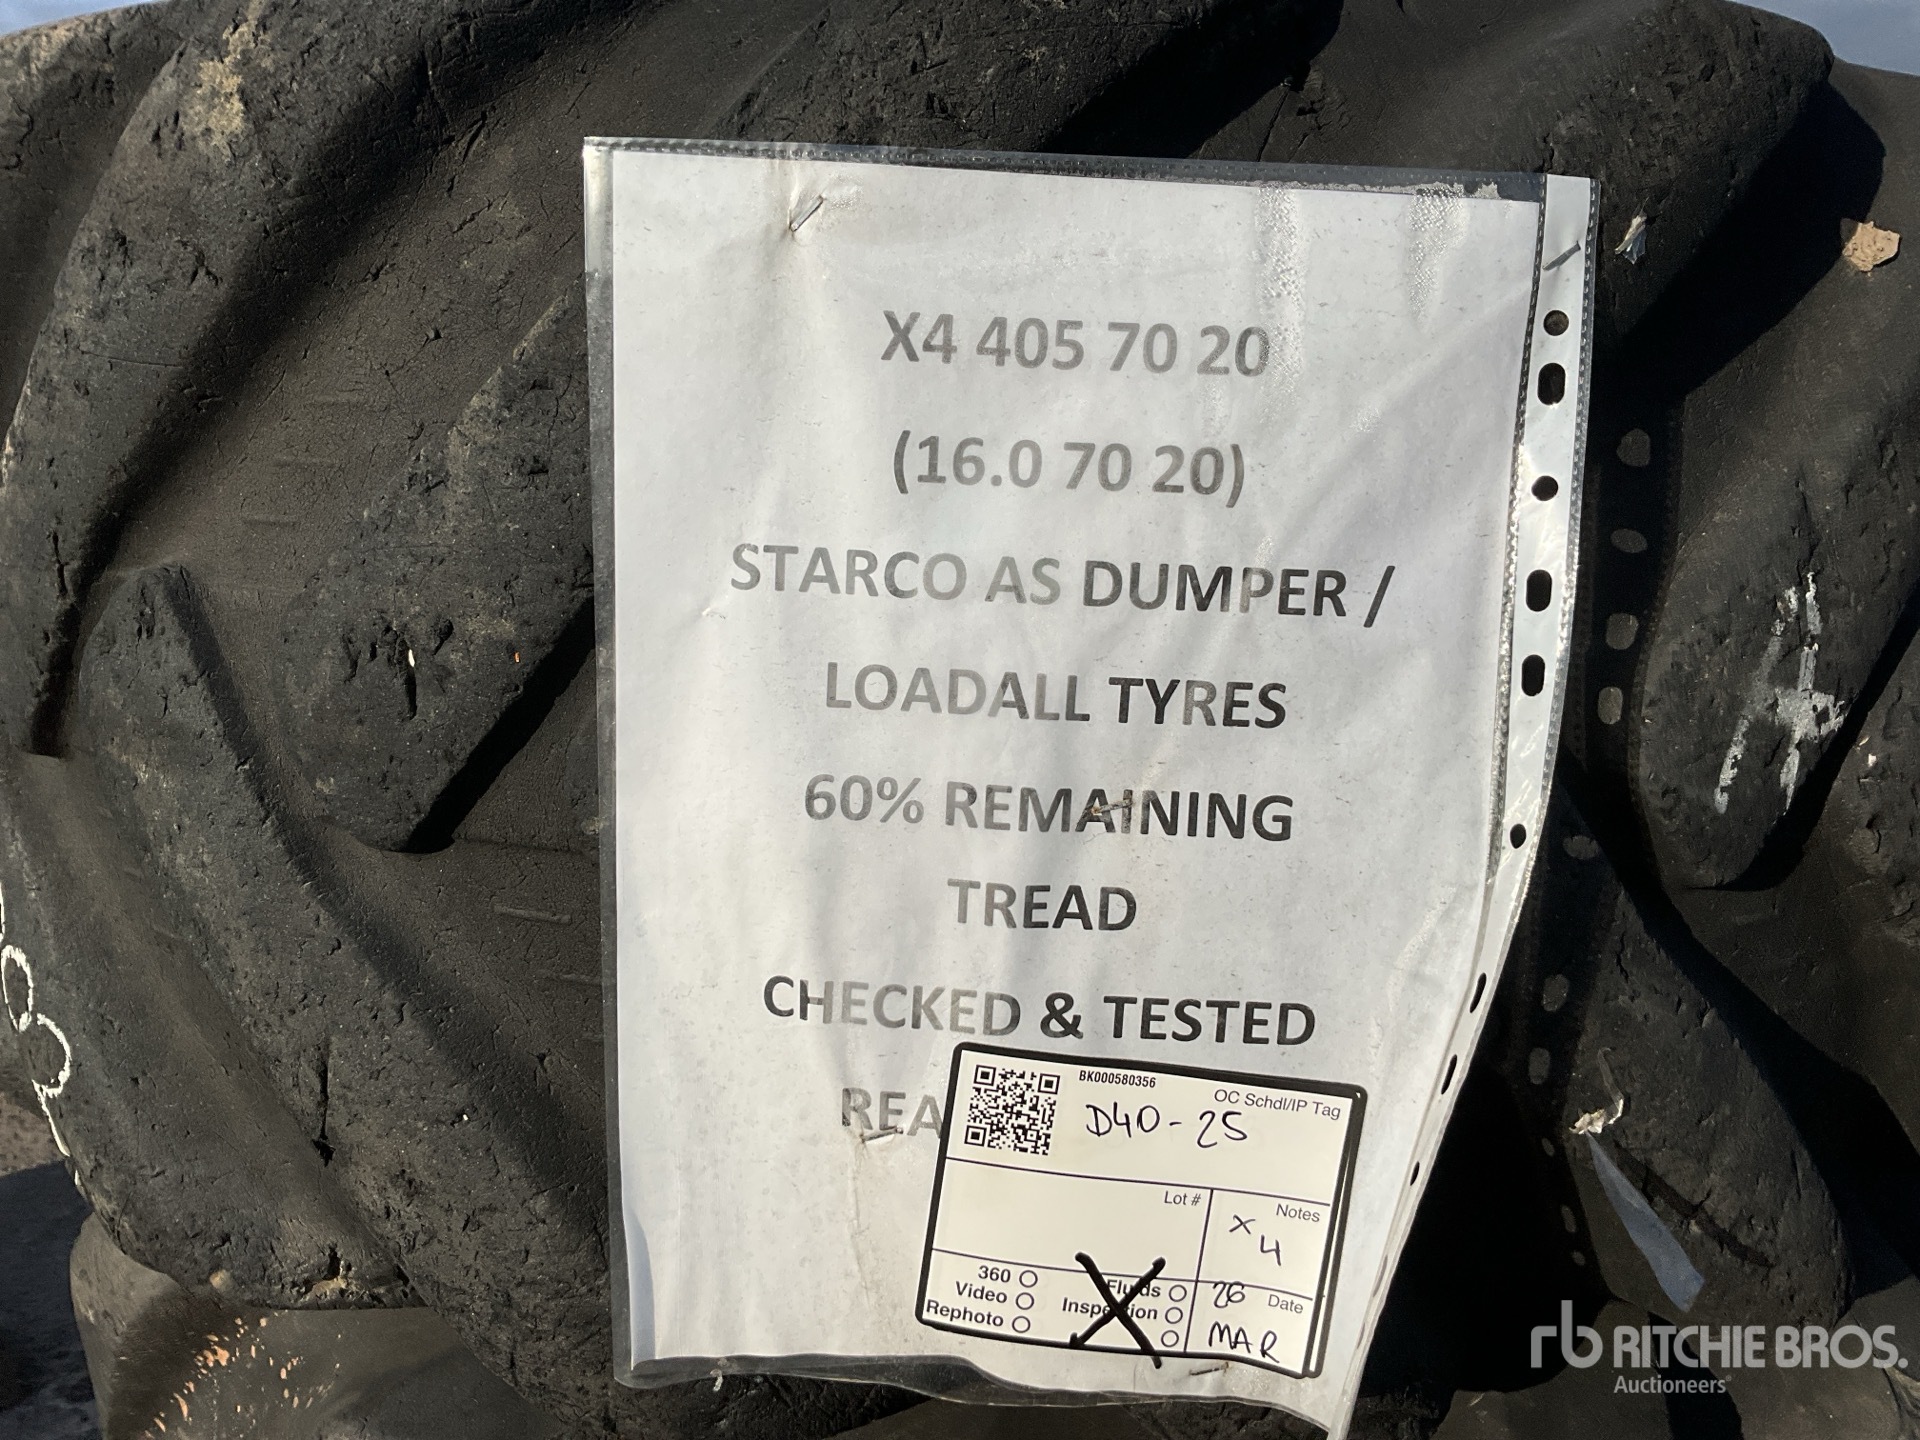 X4 405 70 20
(16.0 70 20)
STARCO AS DUMPER /
LOADALL TYRES
60% REMAINING
TREAD
CHECKED & TESTED
REA
BK000580356
OC Schdl/IP Tag
D40-25
Lot #
Notes
x4
360
Video
Rephoto
Fluids
Inspection
26 Date
MAR
rb RITCHIE BROS.
Auctioneers